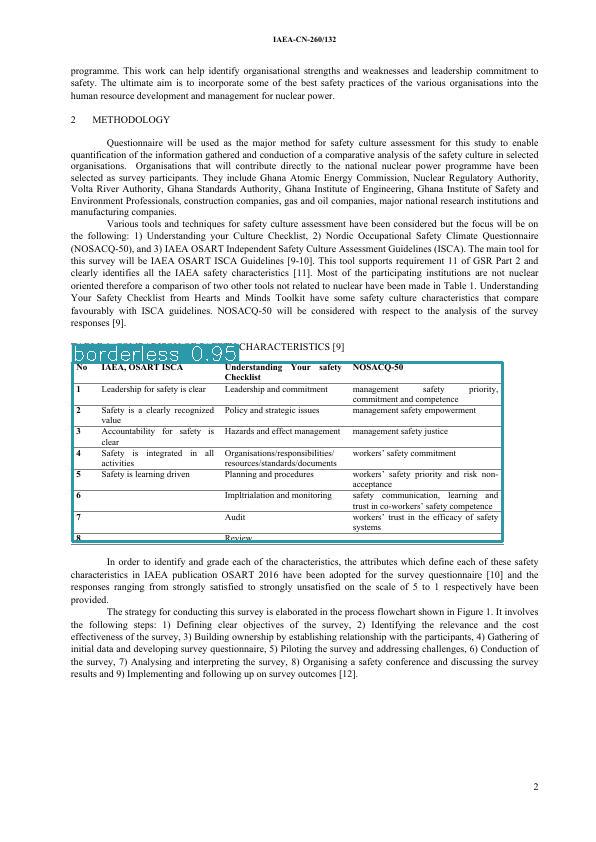 IAEA-CN-260/132
programme. This work can help identify organisational strengths and weaknesses and leadership commitment to
safety. The ultimate aim is to incorporate some of the best safety practices of the various organisations into the
human resource development and management for nuclear power.
2 METHODOLOGY
Questionnaire will be used as the major method for safety culture assessment for this study to enable
quantification of the information gathered and conduction of a comparative analysis of the safety culture in selected
organisations. Organisations that will contribute directly to the national nuclear power programme have been
selected as survey participants. They include Ghana Atomic Energy Commission, Nuclear Regulatory Authority,
Volta River Authority, Ghana Standards Authority, Ghana Institute of Engineering, Ghana Institute of Safety and
Environment Professionals, construction companies, gas and oil companies, major national research institutions and
manufacturing companies.
Various tools and techniques for safety culture assessment have been considered but the focus will be on
the following: 1) Understanding your Culture Checklist, 2) Nordic Occupational Safety Climate Questionnaire
(NOSACQ-50), and 3) IAEA OSART Independent Safety Culture Assessment Guidelines (ISCA). The main tool for
this survey will be IAEA OSART ISCA Guidelines [9-10]. This tool supports requirement 11 of GSR Part 2 and
clearly identifies all the IAEA safety characteristics [11]. Most of the participating institutions are not nuclear
oriented therefore a comparison of two other tools not related to nuclear have been made in Table 1. Understanding
Your Safety Checklist from Hearts and Minds Toolkit have some safety culture characteristics that compare
favourably with ISCA guidelines. NOSACQ-50 will be considered with respect to the analysis of the survey
responses [9].
CHARACTERISTICS [9]
borderless 0.95
No IAEA, OSART ISCA Understanding Your safety NOSACQ-50
Checklist
1 Leadership for safety is clear Leadership and commitment management safety priority,
commitment and competence
2 Safety is a clearly recognized Policy and strategic issues management safety empowerment
value
3 Accountability for safety is Hazards and effect management management safety justice
clear
4 Safety is integrated in all Organisations/responsibilities/ workers' safety commitment
activities resources/standards/documents
5 Safety is learning driven Planning and procedures workers' safety priority and risk non-
acceptance
6 Impltrialation and monitoring safety communication, learning and
trust in co-workers' safety competence
7 Audit workers' trust in the efficacy of safety
systems
8 Review
In order to identify and grade each of the characteristics, the attributes which define each of these safety
characteristics in IAEA publication OSART 2016 have been adopted for the survey questionnaire [10] and the
responses ranging from strongly satisfied to strongly unsatisfied on the scale of 5 to 1 respectively have been
provided.
The strategy for conducting this survey is elaborated in the process flowchart shown in Figure 1. It involves
the following steps: 1) Defining clear objectives of the survey, 2) Identifying the relevance and the cost
effectiveness of the survey, 3) Building ownership by establishing relationship with the participants, 4) Gathering of
initial data and developing survey questionnaire, 5) Piloting the survey and addressing challenges, 6) Conduction of
the survey, 7) Analysing and interpreting the survey, 8) Organising a safety conference and discussing the survey
results and 9) Implementing and following up on survey outcomes [12].
2